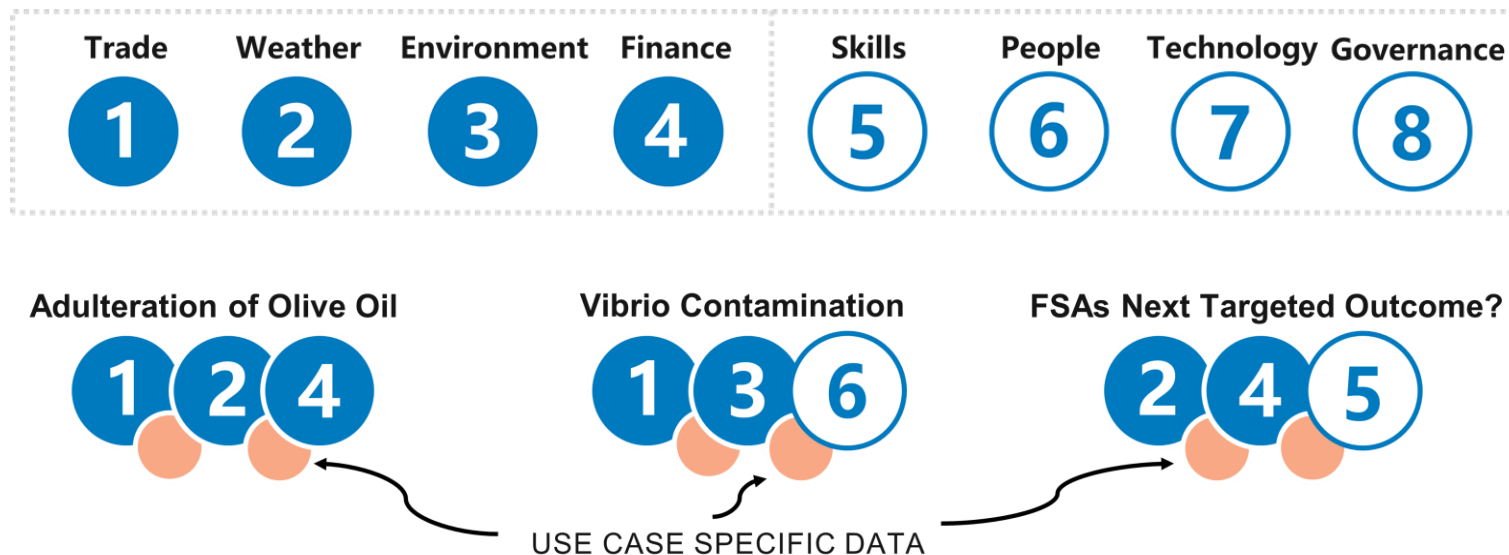 Trade Weather Environment Finance Skills People Technology Governance
1 2 3 4 5 6 7 8
Adulteration of Olive Oil Vibrio Contamination FSAs Next Targeted Outcome?
1 2 4 1 3 6 2 4 5
USE CASE SPECIFIC DATA